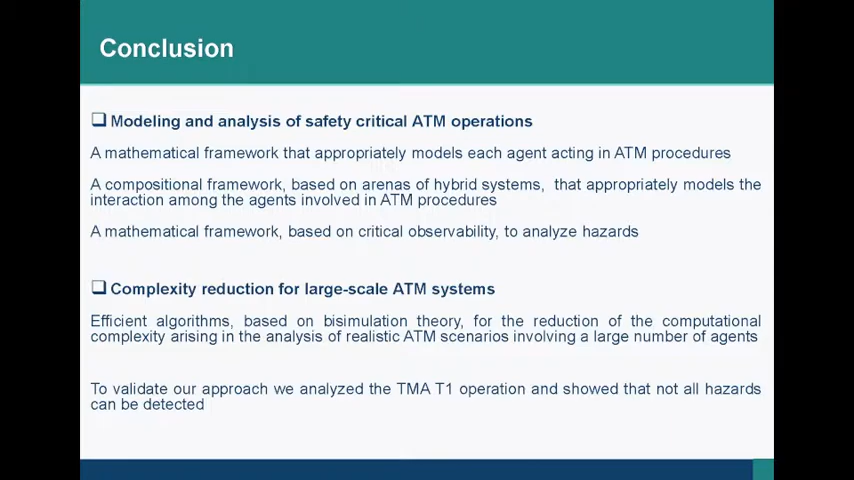 Conclusion
Modeling and analysis of safety critical ATM operations
A mathematical framework that appropriately models each agent acting in ATM procedures
A compositional framework, based on arenas of hybrid systems, that appropriately models the
interaction among the agents involved in ATM procedures
A mathematical framework, based on critical observability, to analyze hazards
Complexity reduction for large-scale ATM systems
Efficient algorithms, based on bisimulation theory, for the reduction of the computational
complexity arising in the analysis of realistic ATM scenarios involving a large number of agents
To validate our approach we analyzed the TMA T1 operation and showed that not all hazards
can be detected